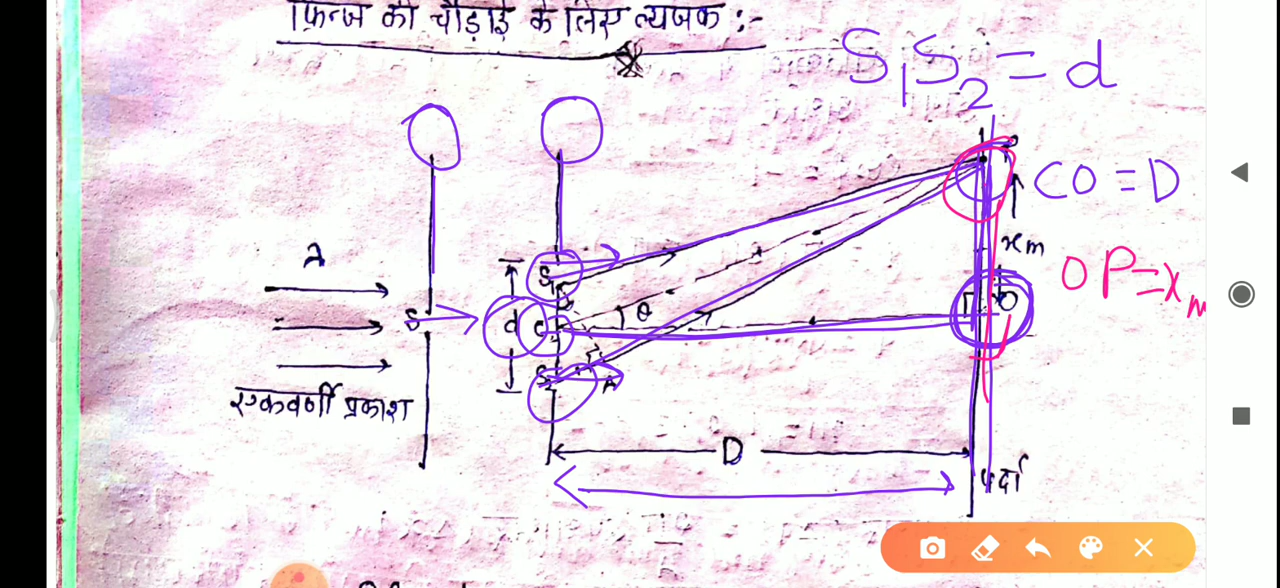 फ्रिन्ज की चौड़ाई के लिए व्यंजक :-
S₁S₂ = d
P
CO = D
λ
xm
OP = xm
S₁
S
d
C
θ
O
S₂
A
एकवर्णी प्रकाश
D
पर्दा